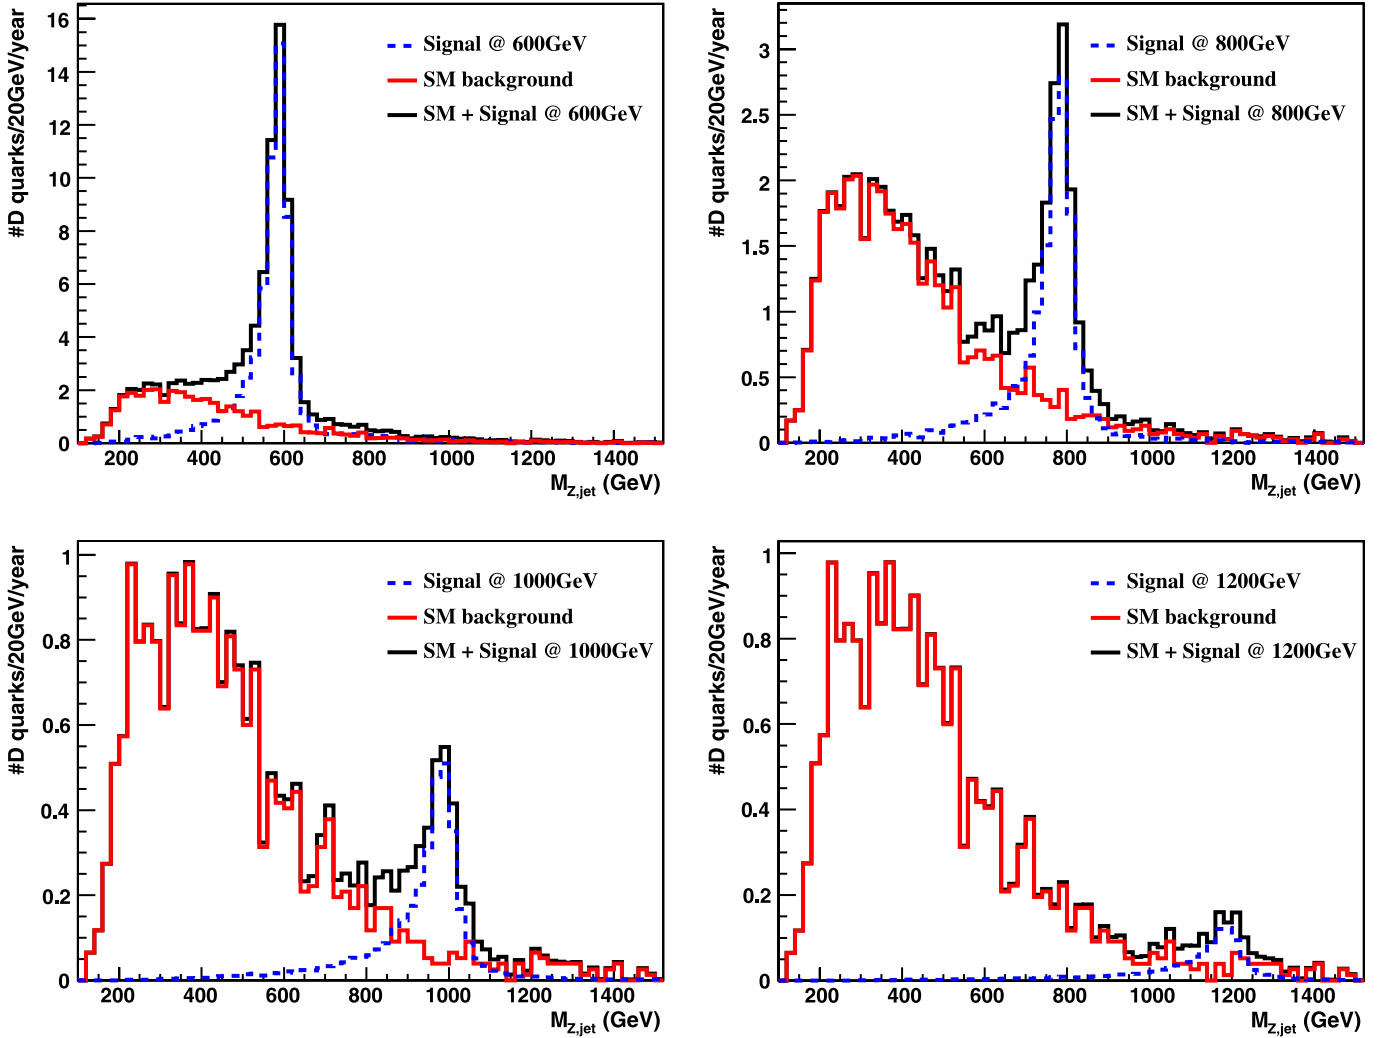 #D quarks/20GeV/year
16
14
12
10
8
6
4
2
0
200 400 600 800 1000 1200 1400
M_Z,jet (GeV)
Signal @ 600GeV
SM background
SM + Signal @ 600GeV
#D quarks/20GeV/year
3
2.5
2
1.5
1
0.5
0
200 400 600 800 1000 1200 1400
M_Z,jet (GeV)
Signal @ 800GeV
SM background
SM + Signal @ 800GeV
#D quarks/20GeV/year
1
0.8
0.6
0.4
0.2
0
200 400 600 800 1000 1200 1400
M_Z,jet (GeV)
Signal @ 1000GeV
SM background
SM + Signal @ 1000GeV
#D quarks/20GeV/year
1
0.8
0.6
0.4
0.2
0
200 400 600 800 1000 1200 1400
M_Z,jet (GeV)
Signal @ 1200GeV
SM background
SM + Signal @ 1200GeV